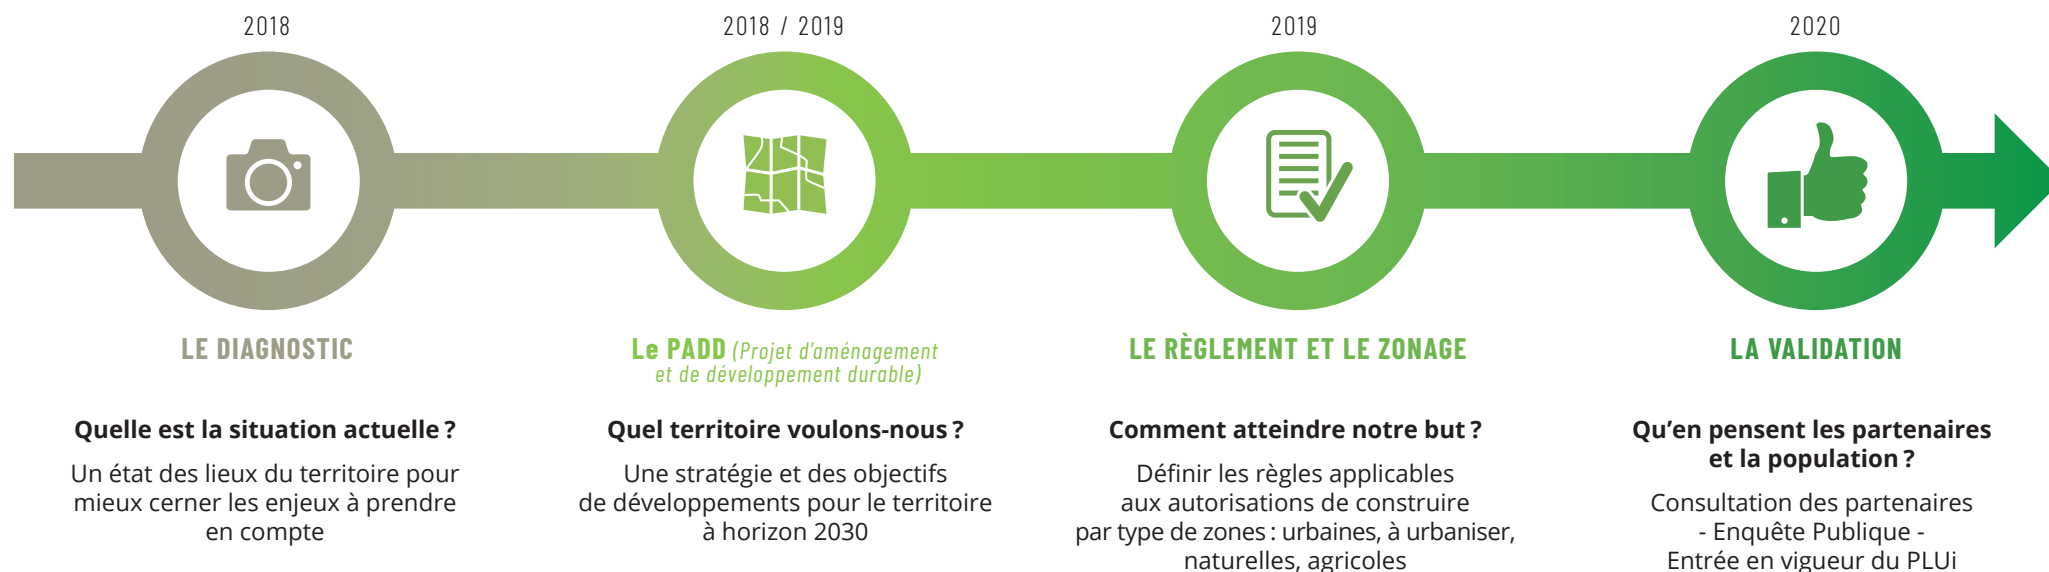 2018
LE DIAGNOSTIC
Quelle est la situation actuelle ?
Un état des lieux du territoire pour
mieux cerner les enjeux à prendre
en compte
2018 / 2019
Le PADD (Projet d’aménagement
et de développement durable)
Quel territoire voulons-nous ?
Une stratégie et des objectifs
de développements pour le territoire
à horizon 2030
2019
LE RÈGLEMENT ET LE ZONAGE
Comment atteindre notre but ?
Définir les règles applicables
aux autorisations de construire
par type de zones : urbaines, à urbaniser,
naturelles, agricoles
2020
LA VALIDATION
Qu’en pensent les partenaires
et la population ?
Consultation des partenaires
- Enquête Publique -
Entrée en vigueur du PLUi